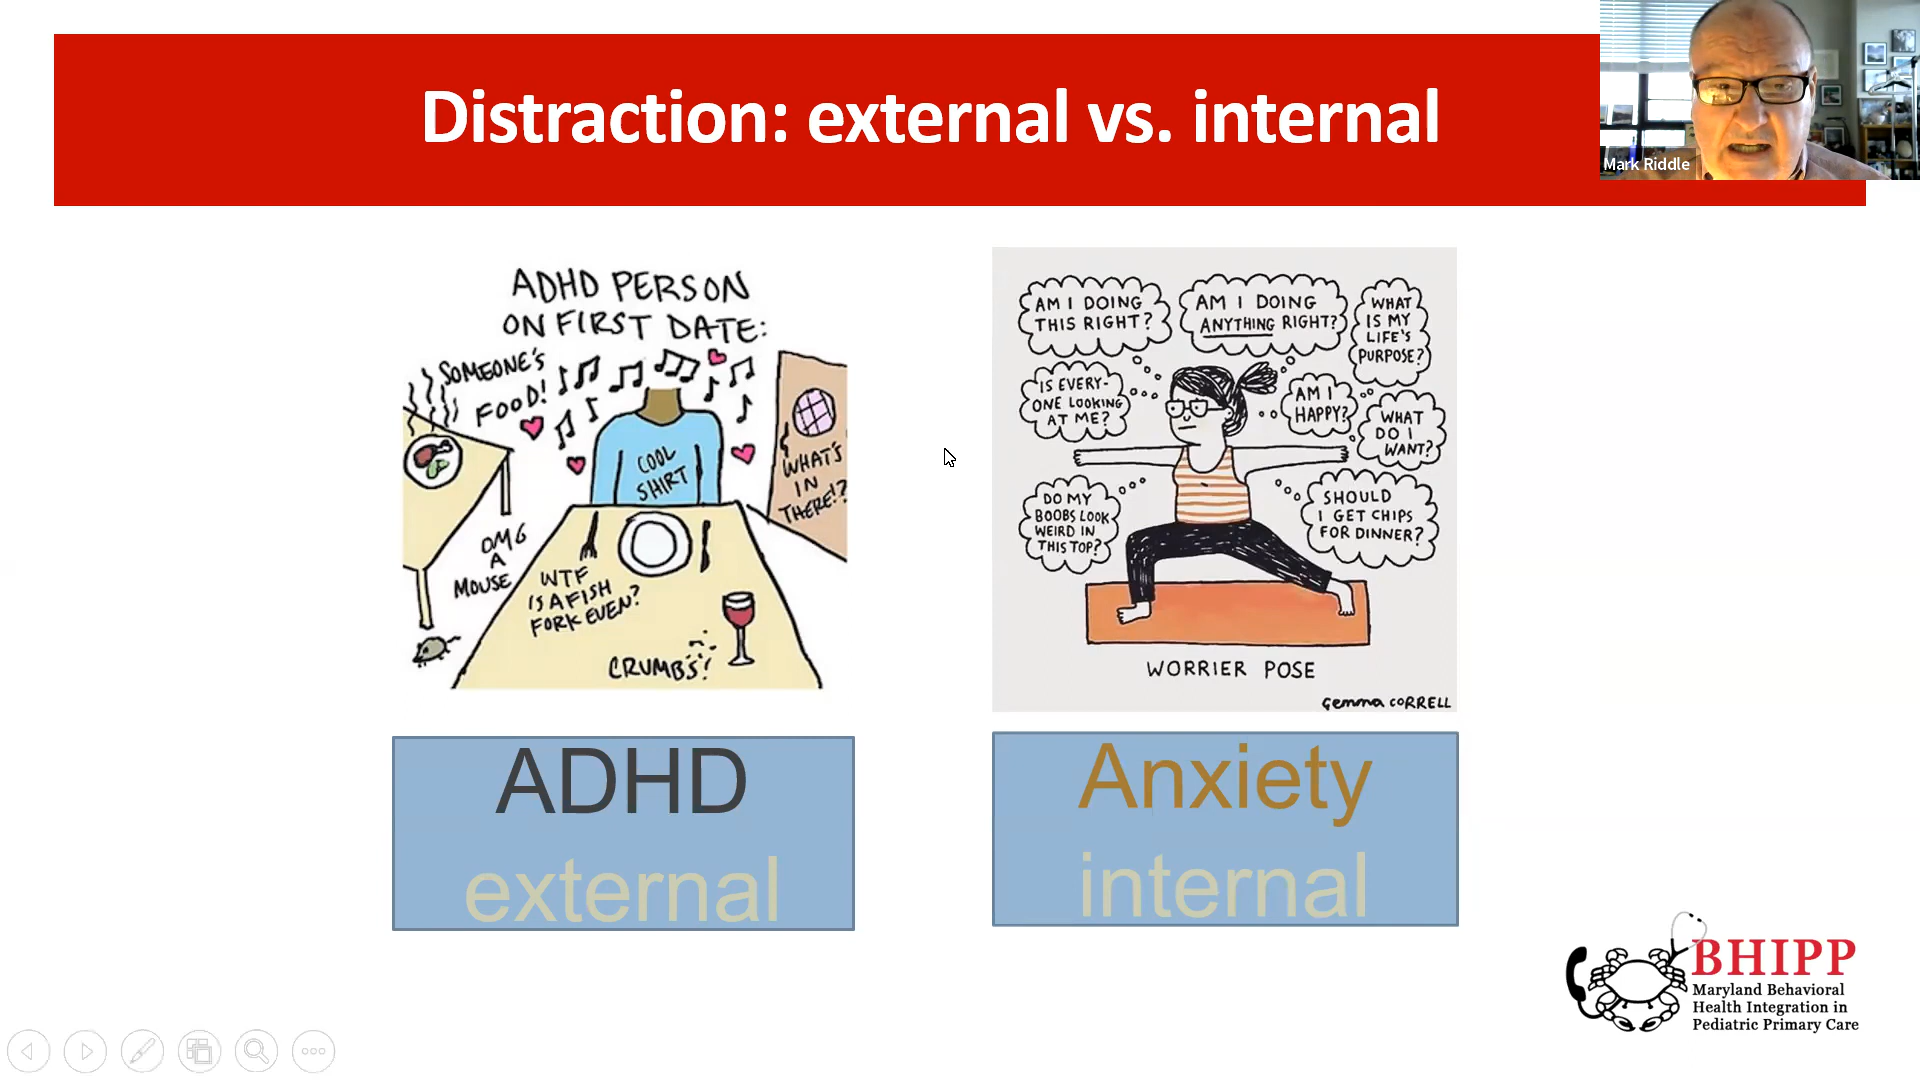 Distraction: external vs. internal
Mark Riddle
ADHD PERSON
ON FIRST DATE:
SOMEONE'S
FOOD!
COOL
SHIRT
WHAT'S
IN
THERE!?
OMG
A
MOUSE
WTF
IS A FISH
FORK EVEN?
CRUMBS!
AM I DOING
THIS RIGHT?
AM I DOING
ANYTHING RIGHT?
WHAT
IS MY
LIFE'S
PURPOSE?
IS EVERY-
ONE LOOKING
AT ME?
AM I
HAPPY?
WHAT
DO I
WANT?
DO MY
BOOBS LOOK
WEIRD IN
THIS TOP?
SHOULD
I GET CHIPS
FOR DINNER?
WORRIER POSE
Gemma CORRELL
ADHD
external
Anxiety
internal
BHIPP
Maryland Behavioral
Health Integration in
Pediatric Primary Care